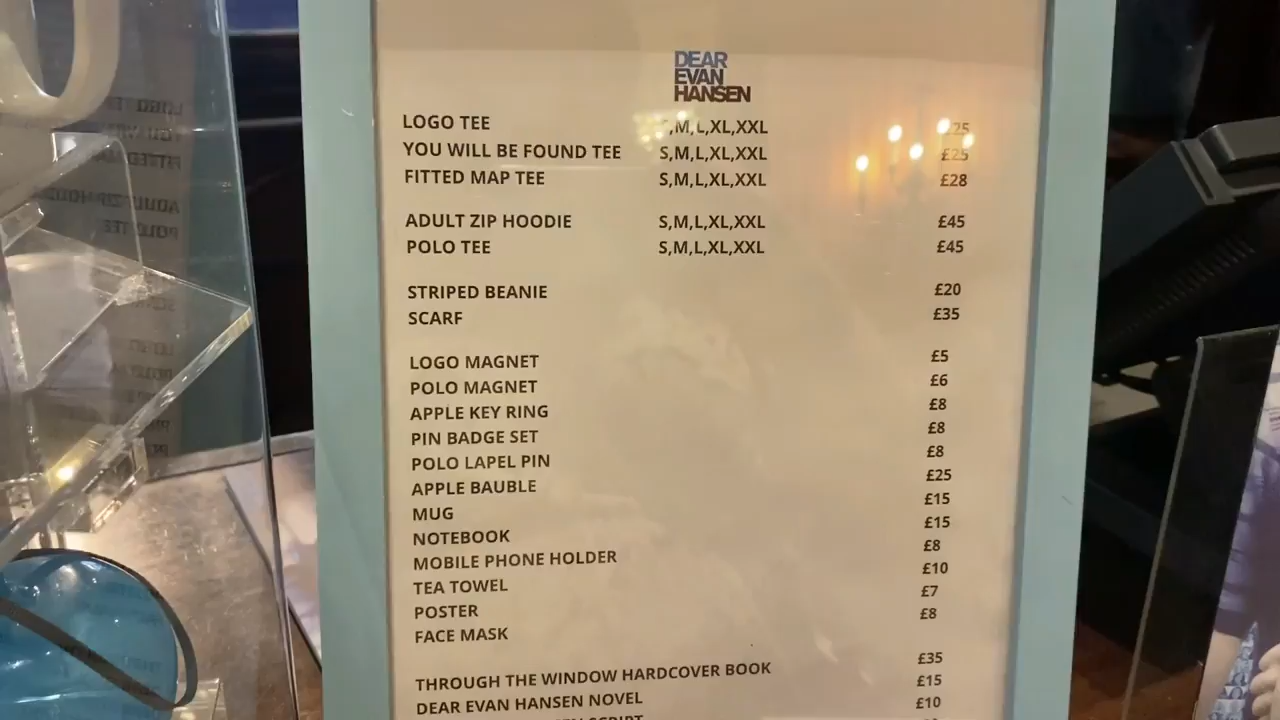 DEAR
EVAN
HANSEN
LOGO TEE ,M,L,XL,XXL £25
YOU WILL BE FOUND TEE S,M,L,XL,XXL £25
FITTED MAP TEE S,M,L,XL,XXL £28
ADULT ZIP HOODIE S,M,L,XL,XXL £45
POLO TEE S,M,L,XL,XXL £45
STRIPED BEANIE £20
SCARF £35
LOGO MAGNET £5
POLO MAGNET £6
APPLE KEY RING £8
PIN BADGE SET £8
POLO LAPEL PIN £8
APPLE BAUBLE £25
MUG £15
NOTEBOOK £15
MOBILE PHONE HOLDER £8
TEA TOWEL £10
POSTER £7
FACE MASK £8
THROUGH THE WINDOW HARDCOVER BOOK £35
DEAR EVAN HANSEN NOVEL £15
SCRIPT £10